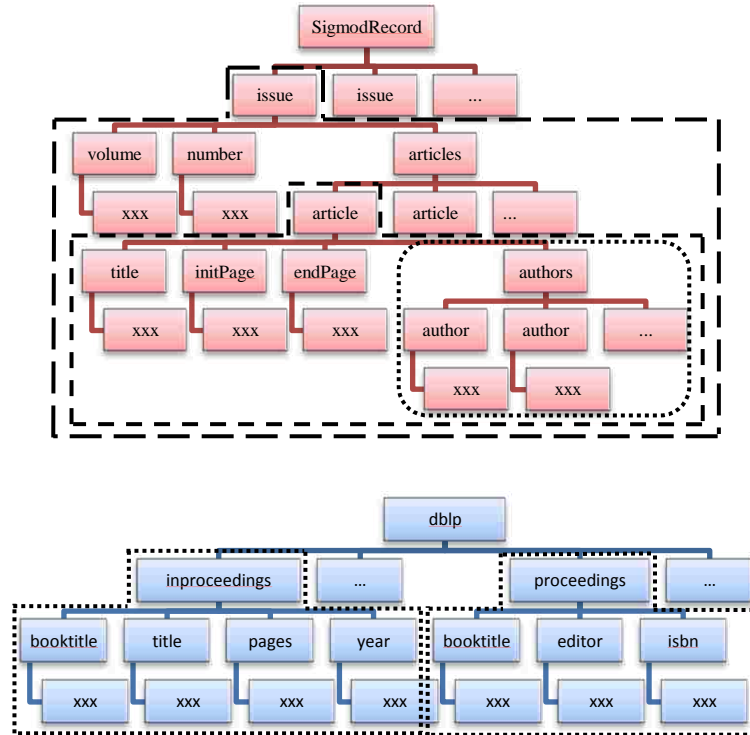 SigmodRecord
issue issue ...
volume number articles
xxx xxx article article ...
title initPage endPage authors
xxx xxx xxx author author ...
xxx xxx
dblp
inproceedings ... proceedings ...
booktitle title pages year booktitle editor isbn
xxx xxx xxx xxx xxx xxx xxx